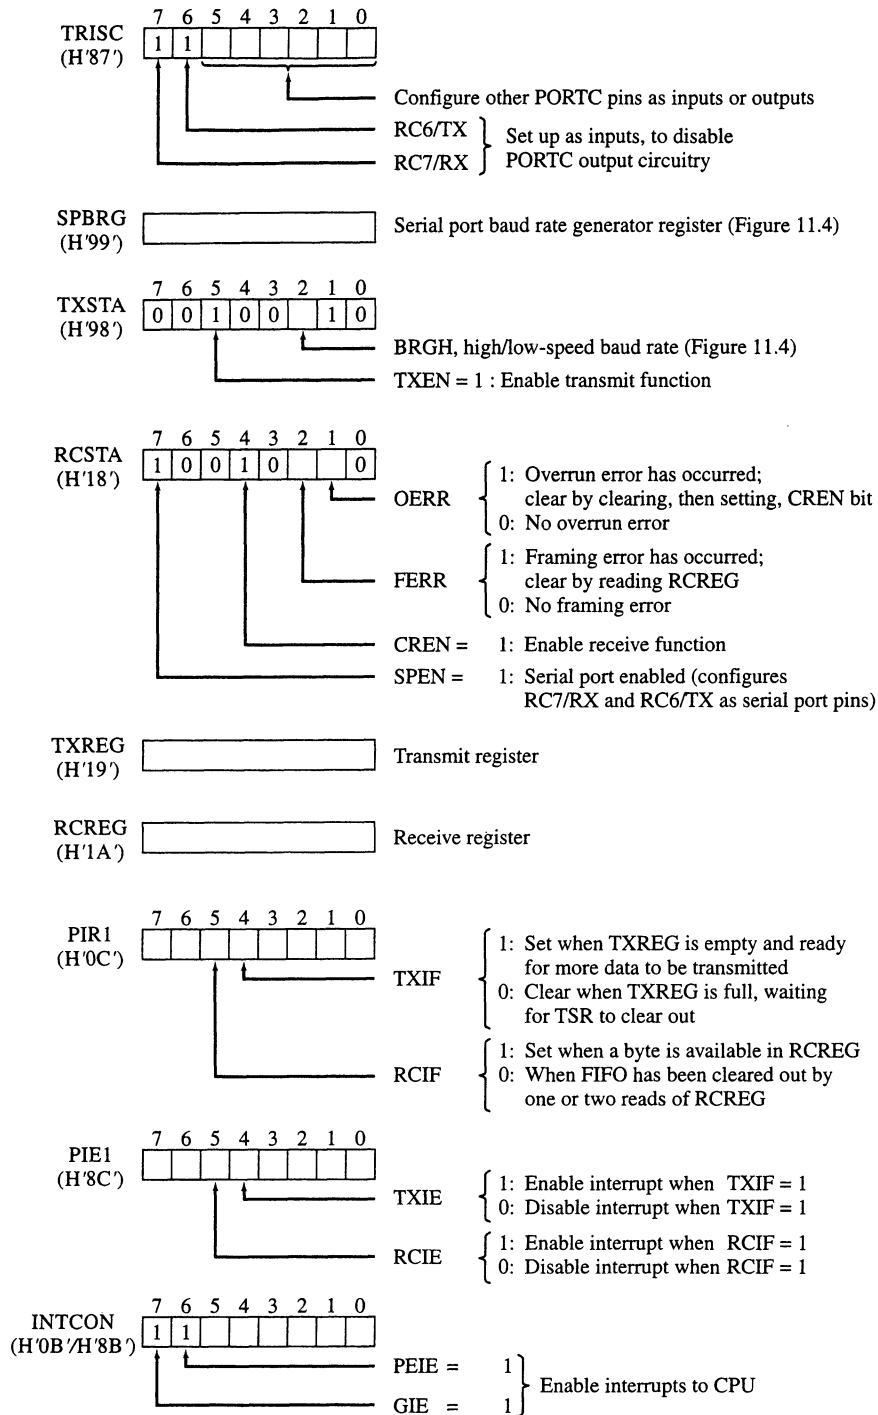 7 6 5 4 3 2 1 0
TRISC
(H'87')
1 1
Configure other PORTC pins as inputs or outputs
RC6/TX
RC7/RX
Set up as inputs, to disable
PORTC output circuitry
SPBRG
(H'99')
Serial port baud rate generator register (Figure 11.4)
7 6 5 4 3 2 1 0
TXSTA
(H'98')
0 0 1 0 0 1 0
BRGH, high/low-speed baud rate (Figure 11.4)
TXEN = 1 : Enable transmit function
7 6 5 4 3 2 1 0
RCSTA
(H'18')
1 0 0 1 0 0
OERR
1: Overrun error has occurred;
clear by clearing, then setting, CREN bit
0: No overrun error
FERR
1: Framing error has occurred;
clear by reading RCREG
0: No framing error
CREN = 1: Enable receive function
SPEN = 1: Serial port enabled (configures
RC7/RX and RC6/TX as serial port pins)
TXREG
(H'19')
Transmit register
RCREG
(H'1A')
Receive register
7 6 5 4 3 2 1 0
PIR1
(H'0C')
TXIF
1: Set when TXREG is empty and ready
for more data to be transmitted
0: Clear when TXREG is full, waiting
for TSR to clear out
RCIF
1: Set when a byte is available in RCREG
0: When FIFO has been cleared out by
one or two reads of RCREG
7 6 5 4 3 2 1 0
PIE1
(H'8C')
TXIE
1: Enable interrupt when TXIF = 1
0: Disable interrupt when TXIF = 1
RCIE
1: Enable interrupt when RCIF = 1
0: Disable interrupt when RCIF = 1
7 6 5 4 3 2 1 0
INTCON
(H'0B'/H'8B')
1 1
PEIE = 1
GIE = 1
Enable interrupts to CPU